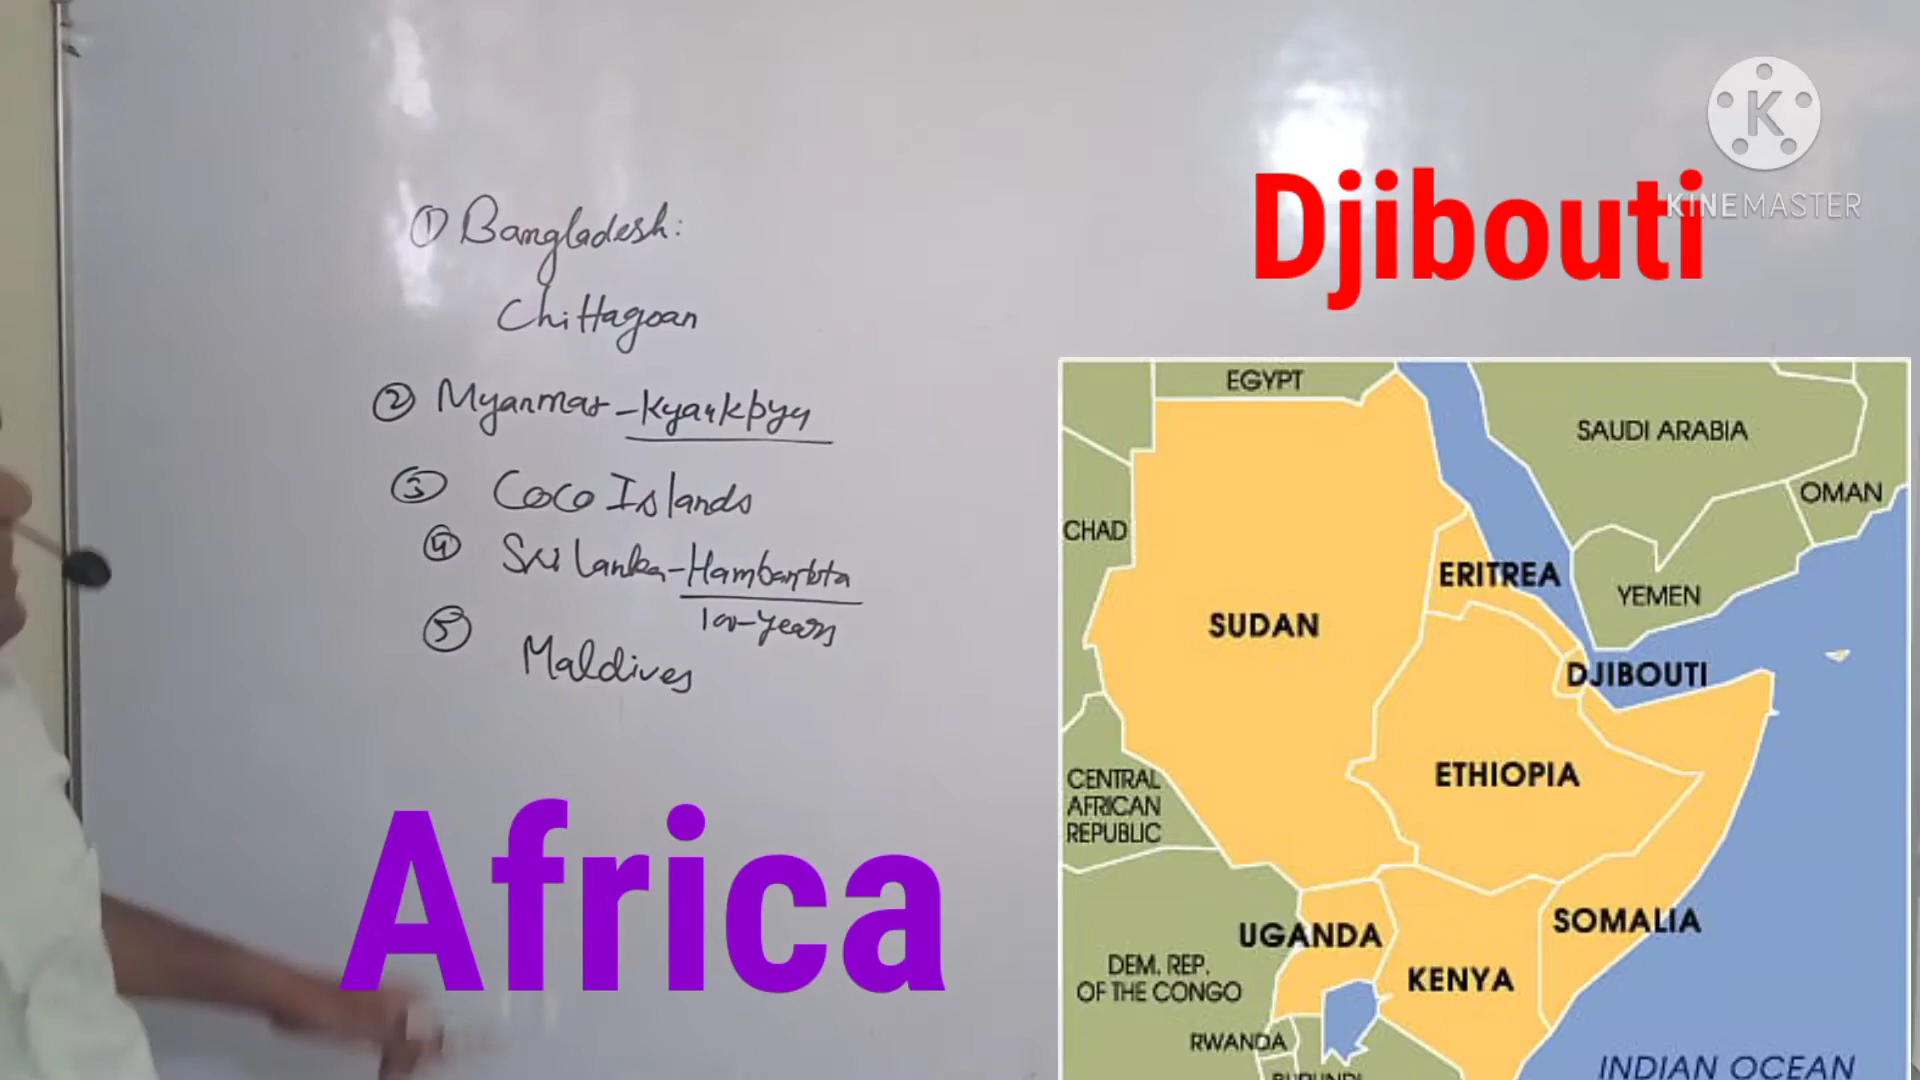 ① Bangladesh:
Chittagoan
② Myanmar - Kyaukpyu
③ Coco Islands
④ Sri lanka - Hambantota
100-years
⑤ Maldives
Africa
Djibouti
K
KINEMASTER
EGYPT
SAUDI ARABIA
OMAN
CHAD
ERITREA
YEMEN
SUDAN
DJIBOUTI
ETHIOPIA
CENTRAL
AFRICAN
REPUBLIC
SOMALIA
UGANDA
KENYA
DEM. REP.
OF THE CONGO
RWANDA
BURUNDI
INDIAN OCEAN